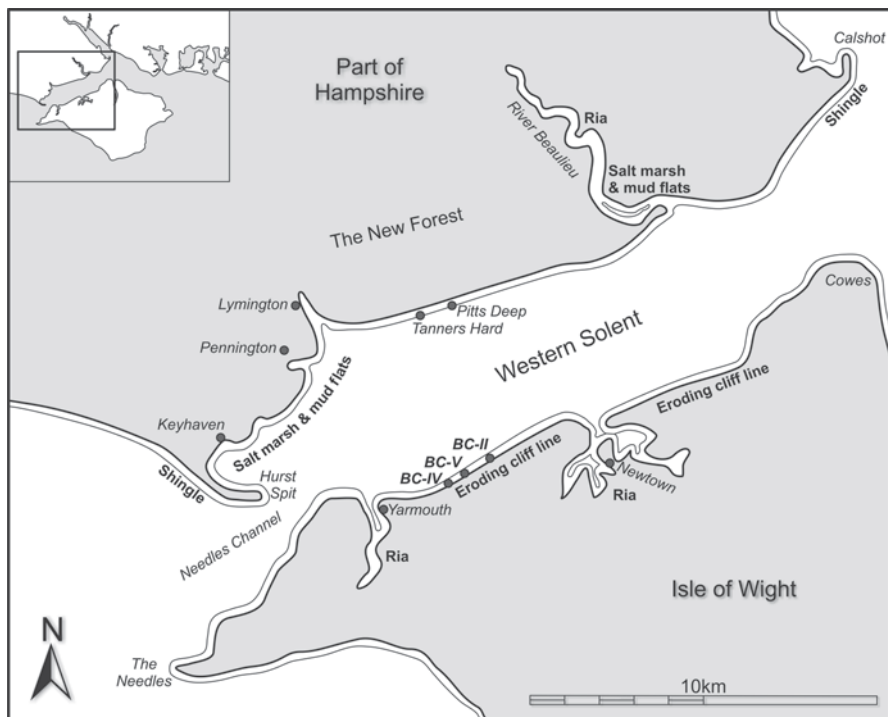 Calshot
Part of
Hampshire
Shingle
River Beaulieu
Ria
Salt marsh
& mud flats
The New Forest
Cowes
Lymington
Pitts Deep
Tanners Hard
Pennington
Western Solent
Eroding cliff line
Salt marsh & mud flats
Keyhaven
BC-II
BC-V
BC-IV
Eroding cliff line
Hurst
Spit
Shingle
Newtown
Ria
Yarmouth
Needles Channel
Ria
Isle of Wight
N
The
Needles
10km